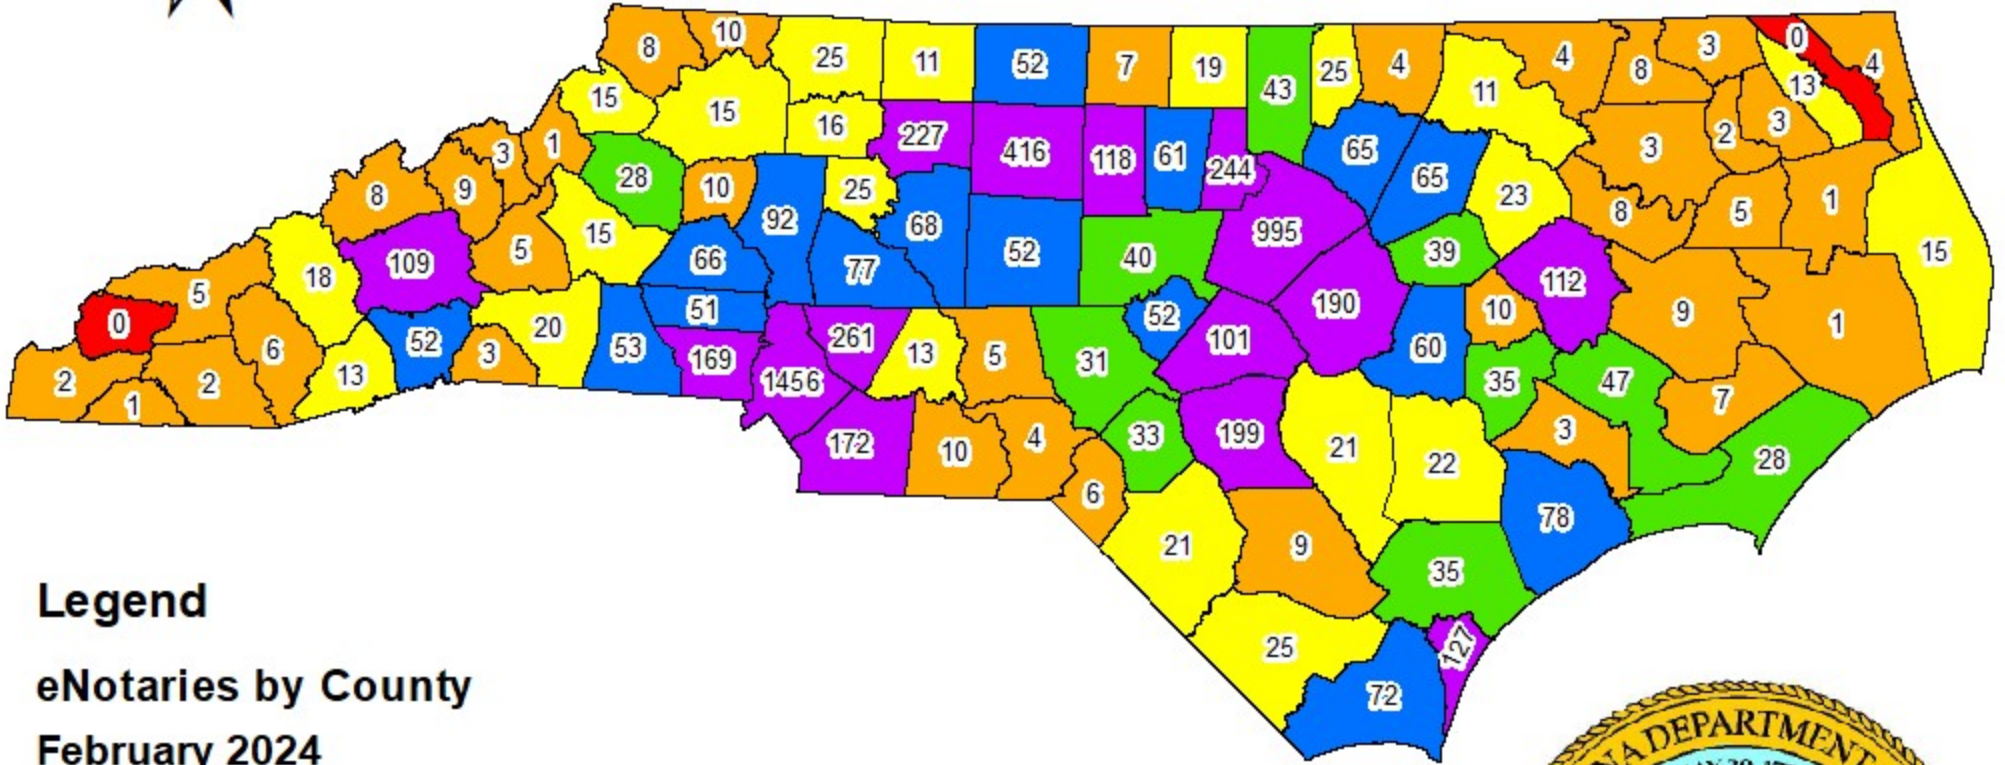 8 10 25 11 52 7 19 43 25 4 11 4 8 3 0 4
15 15 16 227 416 118 61 244 65 65 23 3 2 3 13
8 9 3 1 28 10 92 25 68 52 40 995 39 112 8 5 1 15
0 5 18 109 5 15 66 77 52 190 10 9 1
2 1 2 6 13 52 3 20 53 51 169 1456 261 13 5 31 101 60 35 47 7
172 10 4 33 199 21 22 3 28
6 21 9 78
35
25 127
72
Legend
eNotaries by County
February 2024
DEPARTMENT